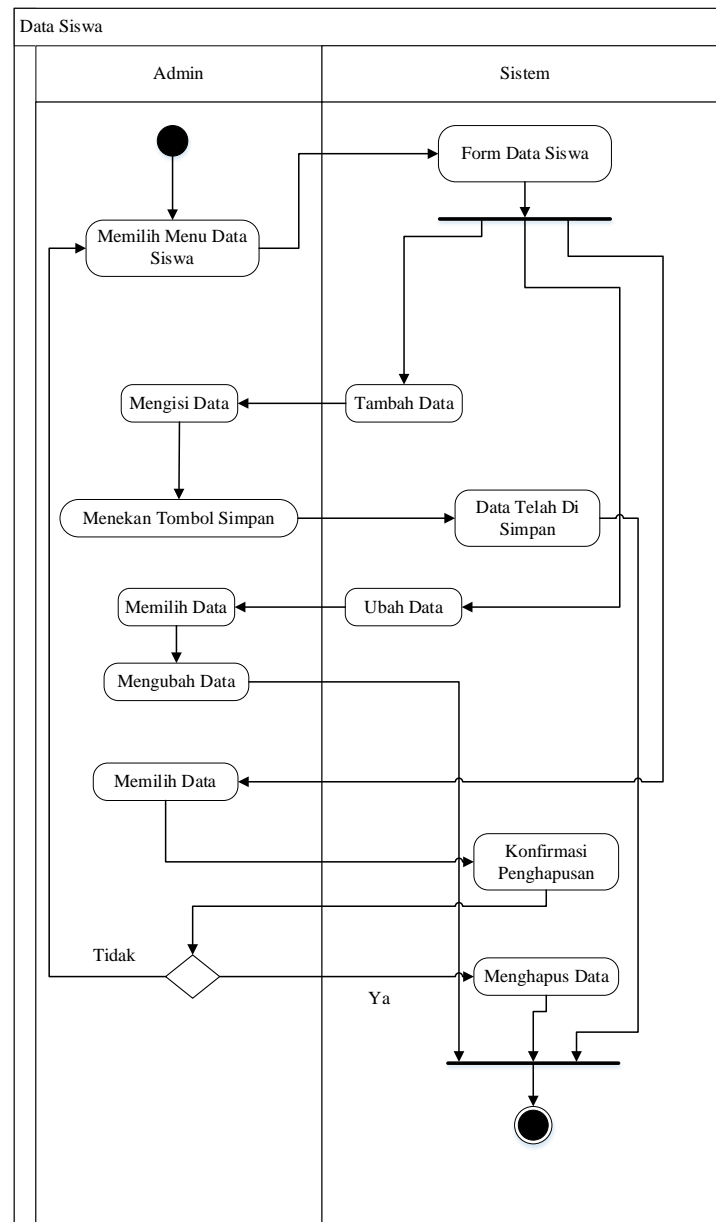 Data Siswa
Admin
Sistem
Form Data Siswa
Memilih Menu Data
Siswa
Mengisi Data
Tambah Data
Menekan Tombol Simpan
Data Telah Di
Simpan
Memilih Data
Ubah Data
Mengubah Data
Memilih Data
Konfirmasi
Penghapusan
Tidak
Menghapus Data
Ya